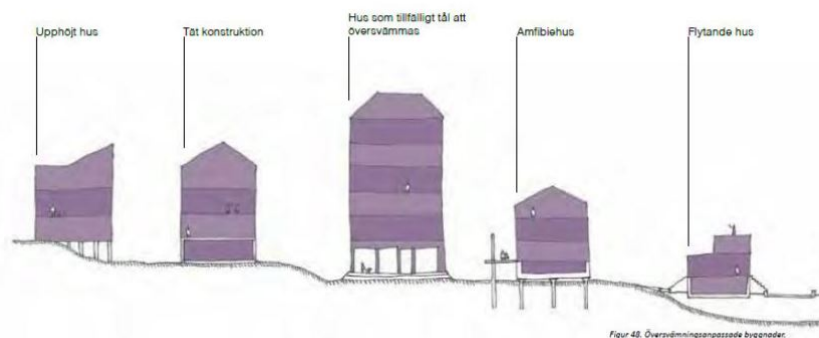 Upphöjt hus
Tät konstruktion
Hus som tillfälligt tål att
översvämmas
Amfibiehus
Flytande hus
Figur 48. Översvämningsanpassade byggnader.